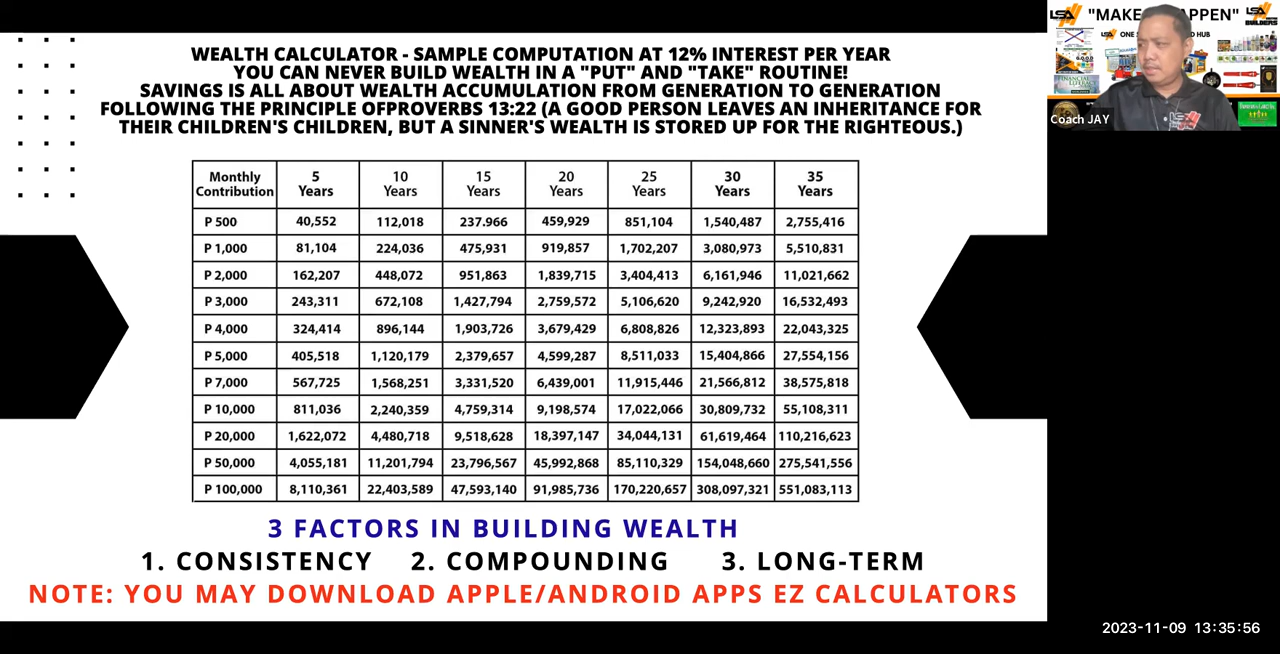 WEALTH CALCULATOR - SAMPLE COMPUTATION AT 12% INTEREST PER YEAR
YOU CAN NEVER BUILD WEALTH IN A "PUT" AND "TAKE" ROUTINE!
SAVINGS IS ALL ABOUT WEALTH ACCUMULATION FROM GENERATION TO GENERATION
FOLLOWING THE PRINCIPLE OFPROVERBS 13:22 (A GOOD PERSON LEAVES AN INHERITANCE FOR
THEIR CHILDREN'S CHILDREN, BUT A SINNER'S WEALTH IS STORED UP FOR THE RIGHTEOUS.)
Monthly Contribution 5 Years 10 Years 15 Years 20 Years 25 Years 30 Years 35 Years
P 500 40,552 112,018 237.966 459,929 851,104 1,540,487 2,755,416
P 1,000 81,104 224,036 475,931 919,857 1,702,207 3,080,973 5,510,831
P 2,000 162,207 448,072 951,863 1,839,715 3,404,413 6,161,946 11,021,662
P 3,000 243,311 672,108 1,427,794 2,759,572 5,106,620 9,242,920 16,532,493
P 4,000 324,414 896,144 1,903,726 3,679,429 6,808,826 12,323,893 22,043,325
P 5,000 405,518 1,120,179 2,379,657 4,599,287 8,511,033 15,404,866 27,554,156
P 7,000 567,725 1,568,251 3,331,520 6,439,001 11,915,446 21,566,812 38,575,818
P 10,000 811,036 2,240,359 4,759,314 9,198,574 17,022,066 30,809,732 55,108,311
P 20,000 1,622,072 4,480,718 9,518,628 18,397,147 34,044,131 61,619,464 110,216,623
P 50,000 4,055,181 11,201,794 23,796,567 45,992,868 85,110,329 154,048,660 275,541,556
P 100,000 8,110,361 22,403,589 47,593,140 91,985,736 170,220,657 308,097,321 551,083,113
3 FACTORS IN BUILDING WEALTH
1. CONSISTENCY 2. COMPOUNDING 3. LONG-TERM
NOTE: YOU MAY DOWNLOAD APPLE/ANDROID APPS EZ CALCULATORS
LSA "MAKE APPEN" LSA
BUILDERS
LSA ONE HUB
FINANCIAL
LSA
Coach JAY
2023-11-09 13:35:56